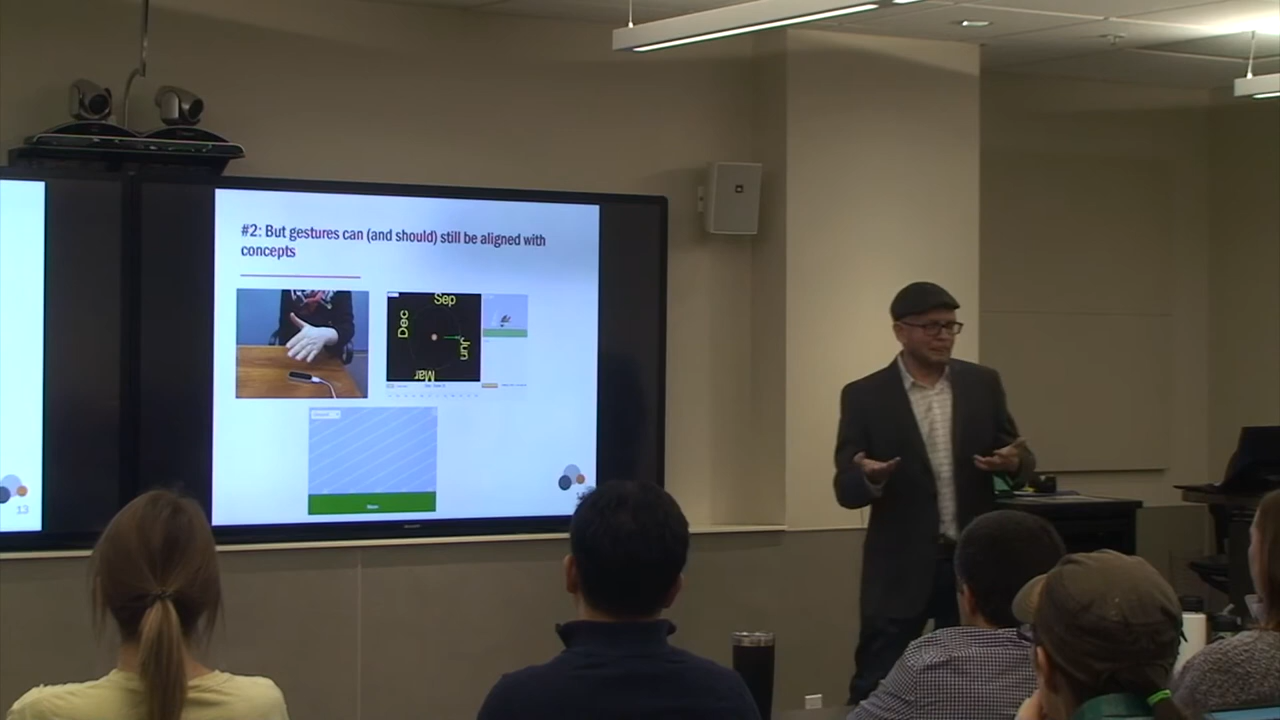 #2: But gestures can (and should) still be aligned with
concepts
Sep
Dec
Jun
Mar
13